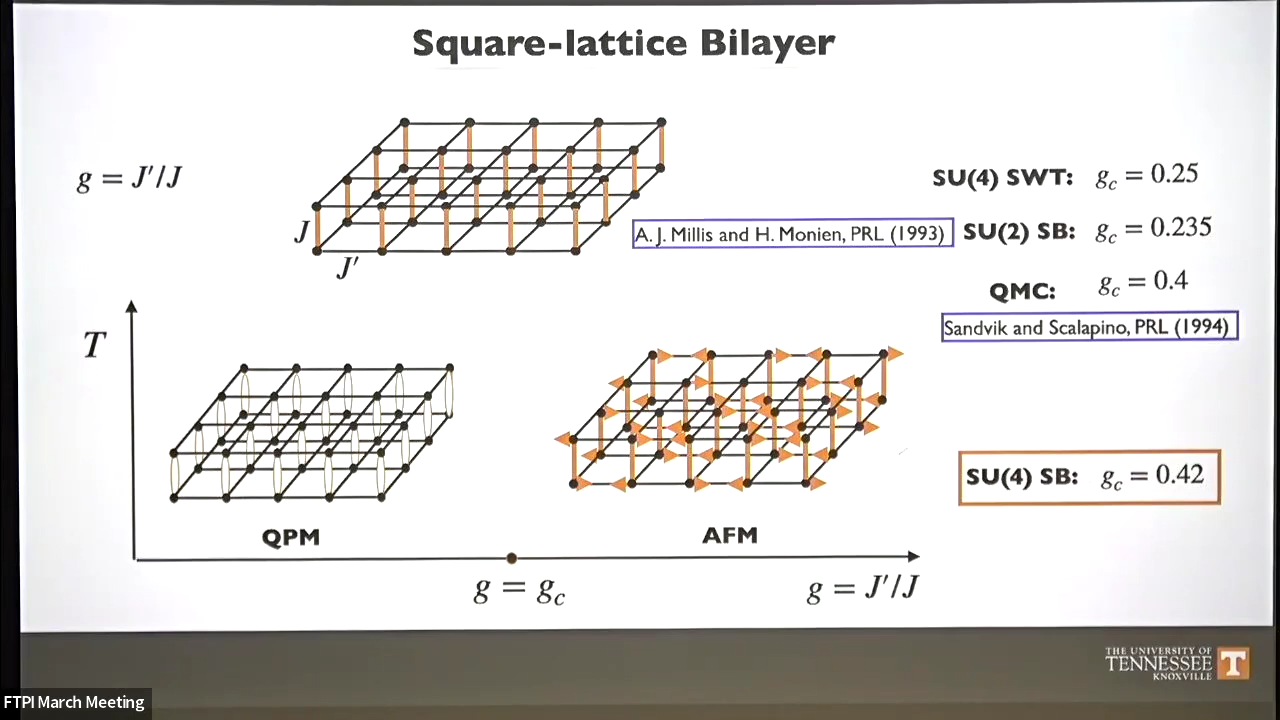 Square-lattice Bilayer
g = J′/J
J
J′
A. J. Millis and H. Monien, PRL (1993)
SU(4) SWT: g_c = 0.25
SU(2) SB: g_c = 0.235
QMC: g_c = 0.4
Sandvik and Scalapino, PRL (1994)
T
QPM
AFM
SU(4) SB: g_c = 0.42
g = g_c
g = J′/J
THE UNIVERSITY OF
TENNESSEE
KNOXVILLE
T
FTPI March Meeting